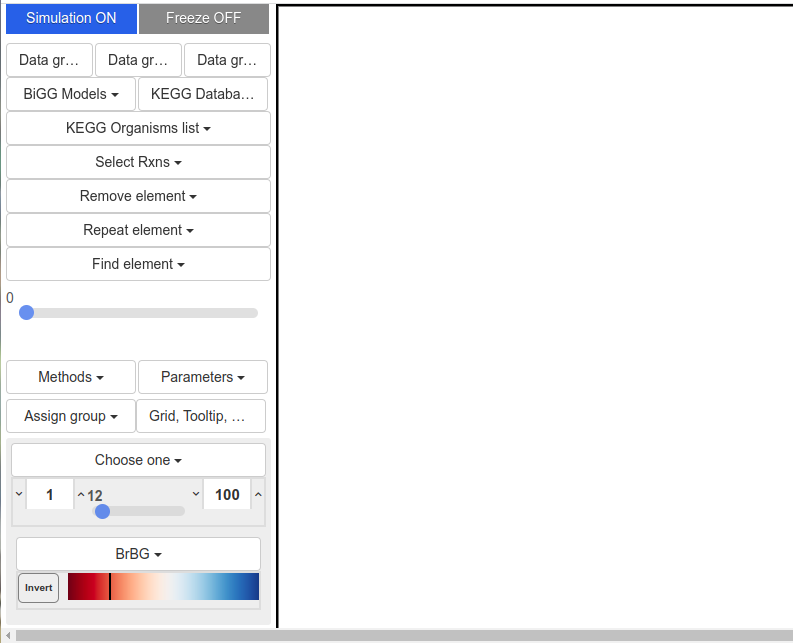 Simulation ON Freeze OFF
Data gr… Data gr… Data gr…
BiGG Models KEGG Databa…
KEGG Organisms list
Select Rxns
Remove element
Repeat element
Find element
0
Methods Parameters
Assign group Grid, Tooltip, …
Choose one
1 12 100
BrBG
Invert